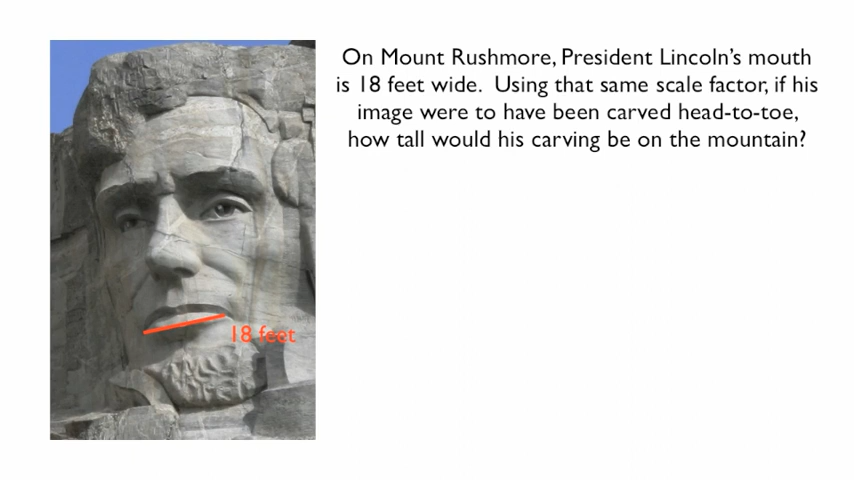 On Mount Rushmore, President Lincoln's mouth
is 18 feet wide.  Using that same scale factor, if his
image were to have been carved head-to-toe,
how tall would his carving be on the mountain?
18 feet